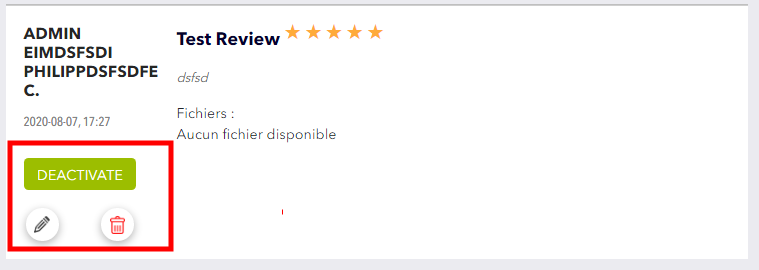 ADMIN
EIMDSFSDI
PHILIPPDSFSDFE
C.
2020-08-07, 17:27
DEACTIVATE
Test Review
dsfsd
Fichiers :
Aucun fichier disponible